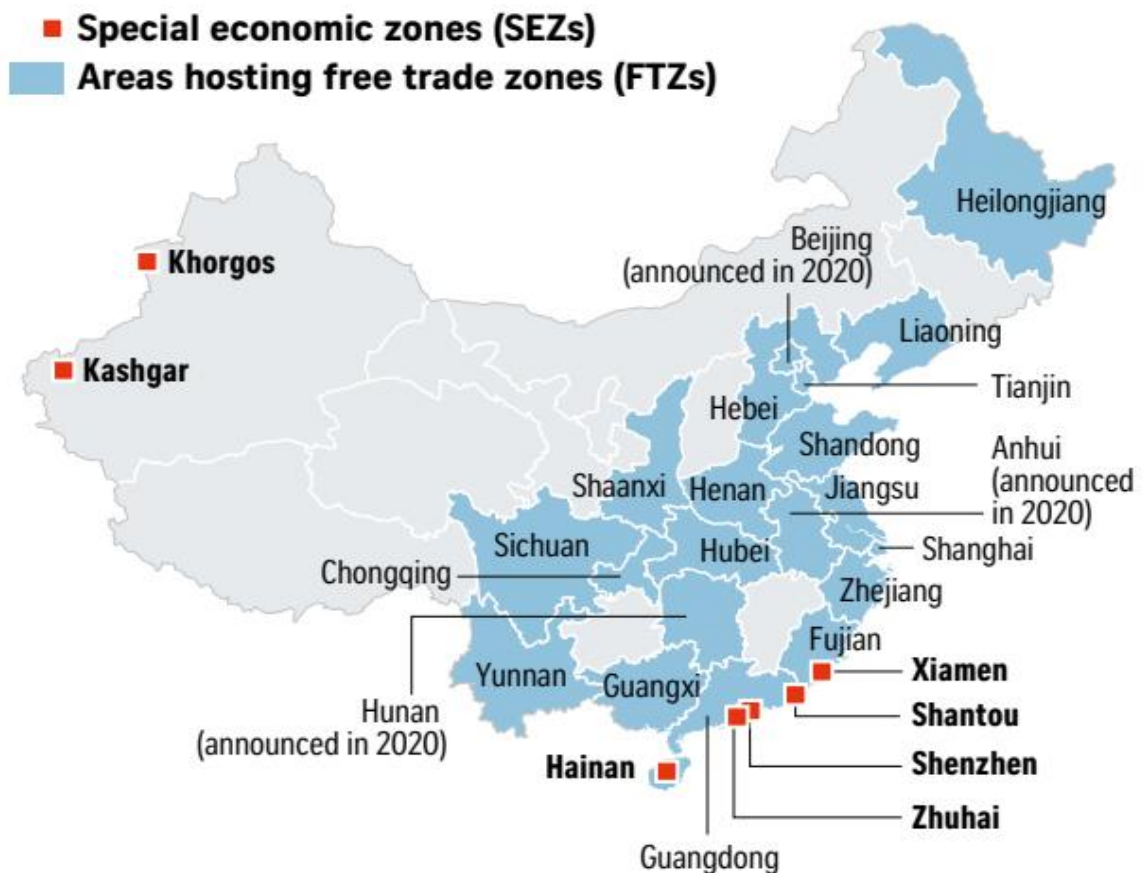 Special economic zones (SEZs)
Areas hosting free trade zones (FTZs)
Heilongjiang
Beijing
(announced in 2020)
Khorgos
Liaoning
Kashgar
Tianjin
Hebei
Shandong
Anhui
(announced
in 2020)
Shaanxi
Henan
Jiangsu
Sichuan
Hubei
Shanghai
Chongqing
Zhejiang
Fujian
Yunnan
Guangxi
Xiamen
Hunan
(announced in 2020)
Shantou
Hainan
Shenzhen
Zhuhai
Guangdong